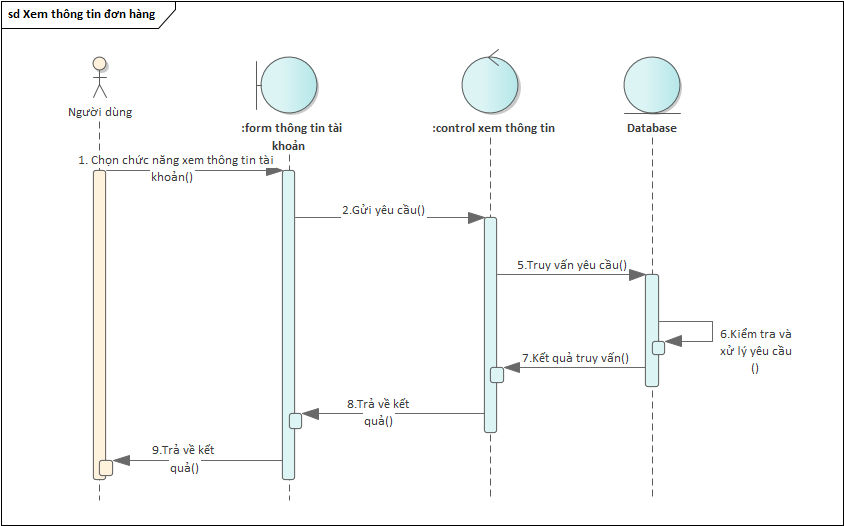 sd Xem thông tin đơn hàng
Người dùng
:form thông tin tài
khoản
:control xem thông tin
Database
1. Chọn chức năng xem thông tin tài
khoản()
2.Gửi yêu cầu()
5.Truy vấn yêu cầu()
6.Kiểm tra và
xử lý yêu cầu
()
7.Kết quả truy vấn()
8.Trả về kết
quả()
9.Trả về kết
quả()